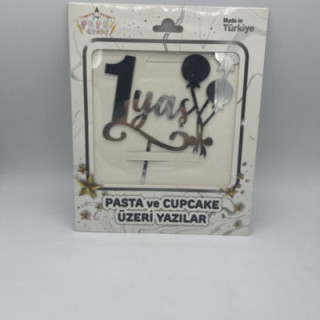 Made in
Türkiye
1
yaş
PASTA ve CUPCAKE
ÜZERİ YAZILAR